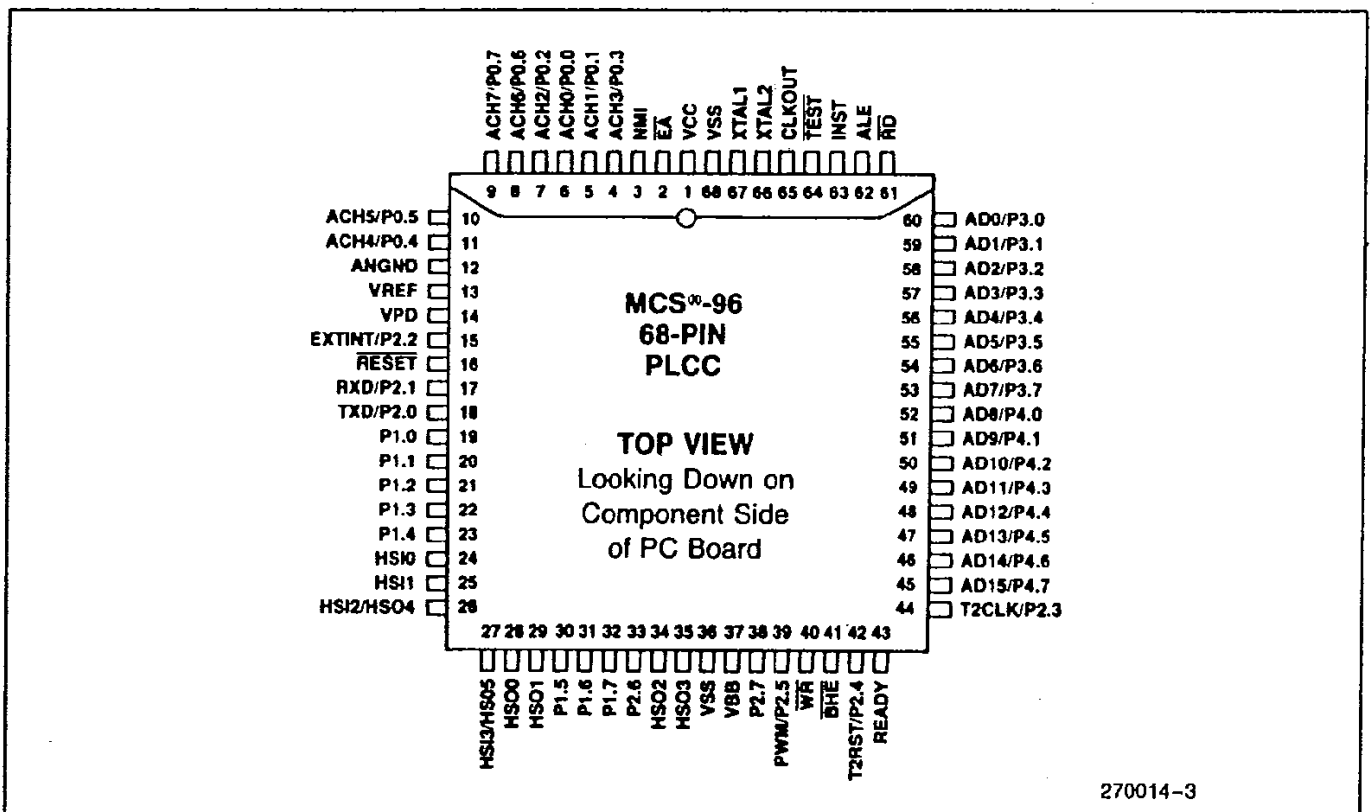 ACH7/P0.7
ACH6/P0.6
ACH2/P0.2
ACH0/P0.0
ACH1/P0.1
ACH3/P0.3
NMI
EA
VCC
VSS
XTAL1
XTAL2
CLKOUT
TEST
INST
ALE
RD
9 8 7 6 5 4 3 2 1 68 67 66 65 64 63 62 61
ACH5/P0.5 10
ACH4/P0.4 11
ANGND 12
VREF 13
VPD 14
EXTINT/P2.2 15
RESET 16
RXD/P2.1 17
TXD/P2.0 18
P1.0 19
P1.1 20
P1.2 21
P1.3 22
P1.4 23
HSI0 24
HSI1 25
HSI2/HSO4 26
MCS®-96
68-PIN
PLCC
TOP VIEW
Looking Down on
Component Side
of PC Board
60 AD0/P3.0
59 AD1/P3.1
58 AD2/P3.2
57 AD3/P3.3
56 AD4/P3.4
55 AD5/P3.5
54 AD6/P3.6
53 AD7/P3.7
52 AD8/P4.0
51 AD9/P4.1
50 AD10/P4.2
49 AD11/P4.3
48 AD12/P4.4
47 AD13/P4.5
46 AD14/P4.6
45 AD15/P4.7
44 T2CLK/P2.3
27 28 29 30 31 32 33 34 35 36 37 38 39 40 41 42 43
HSI3/HSO5
HSO0
HSO1
P1.5
P1.6
P1.7
P2.6
HSO2
HSO3
VSS
VBB
P2.7
PWM/P2.5
WR
BHE
T2RST/P2.4
READY
270014-3